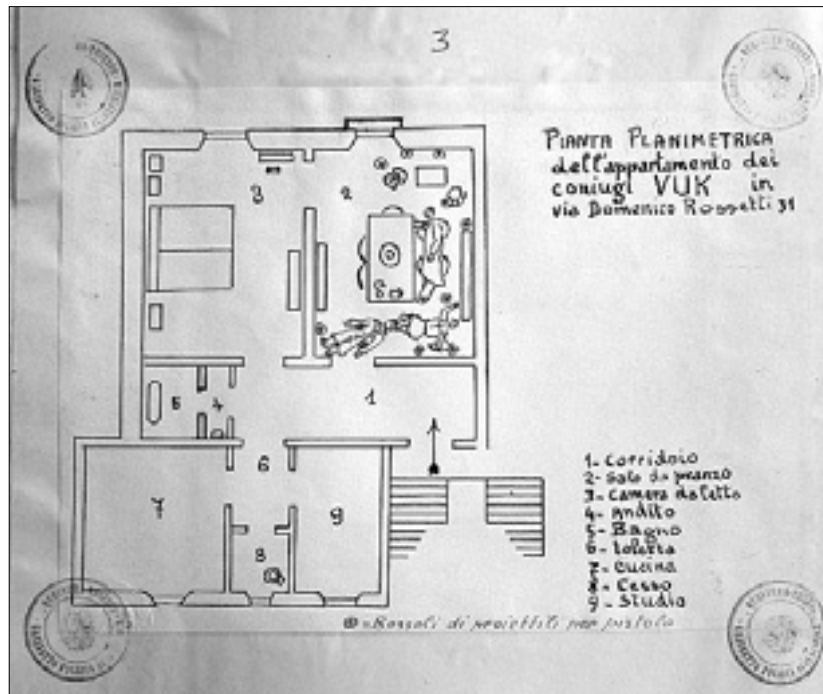 3
PIANTA PLANIMETRICA
dell'appartamento dei
coniugi VUK in
via Domenico Rossetti 31
3
2
1
5
4
6
7
8
9
1- Corridoio
2- Sala da pranzo
3- Camera da letto
4- Andito
5- Bagno
6- toletta
7- cucina
8- Cesso
9- Studio
= Bossoli di proiettili per pistola